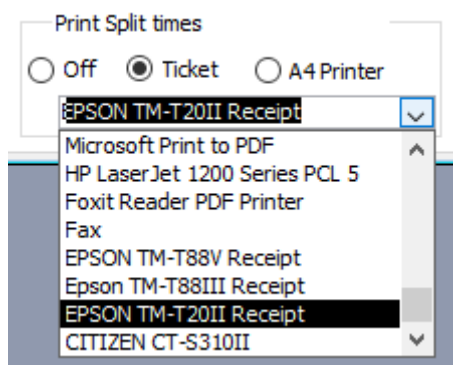 Print Split times
Off Ticket A4 Printer
EPSON TM-T20II Receipt
Microsoft Print to PDF
HP LaserJet 1200 Series PCL 5
Foxit Reader PDF Printer
Fax
EPSON TM-T88V Receipt
Epson TM-T88III Receipt
EPSON TM-T20II Receipt
CITIZEN CT-S310II